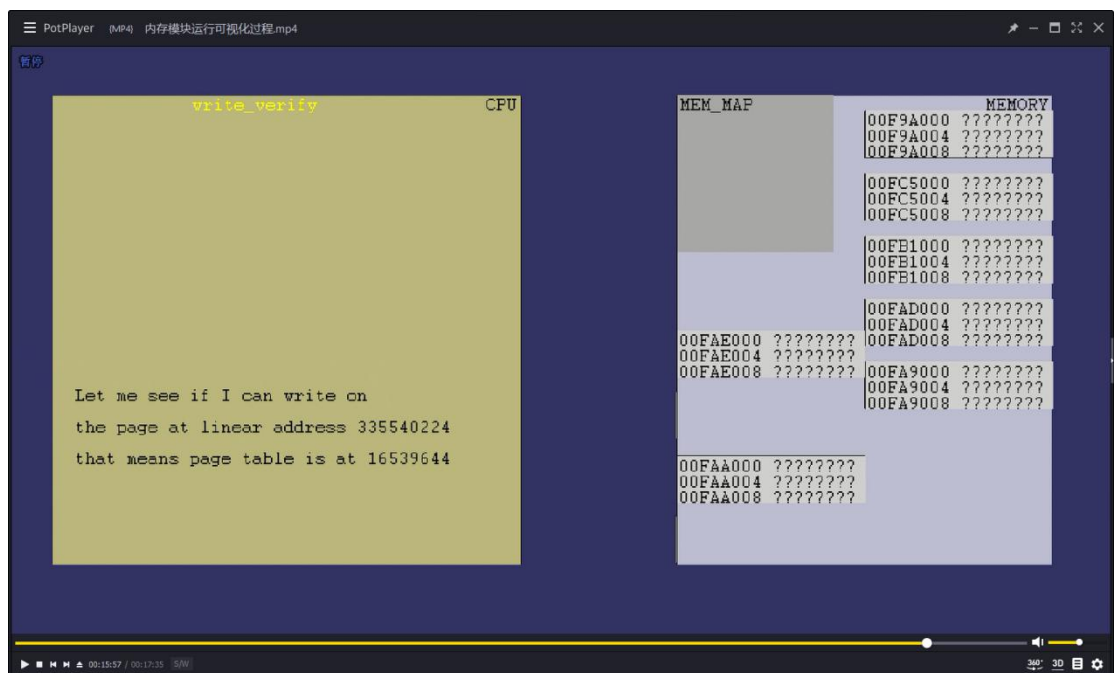 PotPlayer (MP4) 内存模块运行可视化过程.mp4
暂停
write_verify CPU
Let me see if I can write on
the page at linear address 335540224
that means page table is at 16539644
MEM_MAP MEMORY
00F9A000 ????????
00F9A004 ????????
00F9A008 ????????
00FC5000 ????????
00FC5004 ????????
00FC5008 ????????
00FB1000 ????????
00FB1004 ????????
00FB1008 ????????
00FAD000 ????????
00FAD004 ????????
00FAD008 ????????
00FAE000 ????????
00FAE004 ????????
00FAE008 ????????
00FA9000 ????????
00FA9004 ????????
00FA9008 ????????
00FAA000 ????????
00FAA004 ????????
00FAA008 ????????
00:15:57 / 00:17:35 S/W
360° 3D